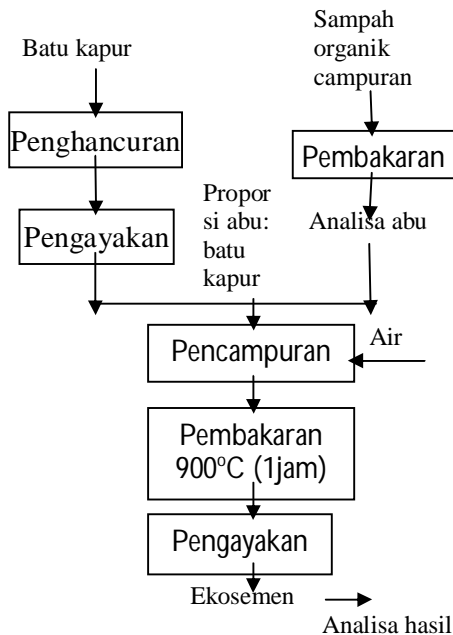 Batu kapur
Sampah
organik
campuran
Penghancuran
Pembakaran
Pengayakan
Propor
si abu:
batu
kapur
Analisa abu
Pencampuran
Air
Pembakaran
900°C (1jam)
Pengayakan
Ekosemen
Analisa hasil